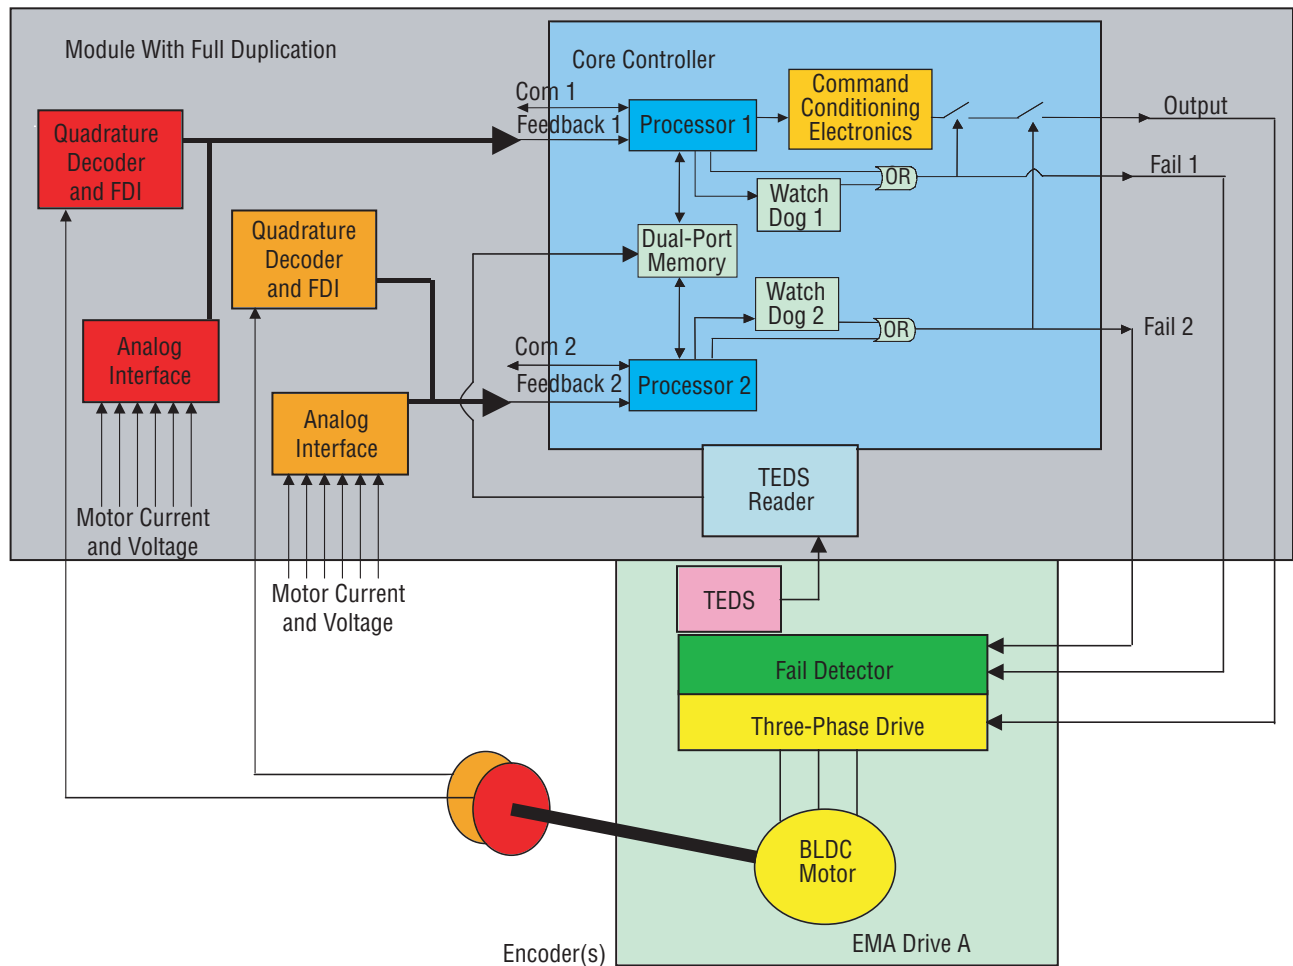 Module With Full Duplication
Core Controller
Quadrature
Decoder
and FDI
Com 1
Feedback 1
Processor 1
Command
Conditioning
Electronics
Output
OR
Fail 1
Watch
Dog 1
Quadrature
Decoder
and FDI
Dual-Port
Memory
Watch
Dog 2
OR
Fail 2
Analog
Interface
Com 2
Feedback 2
Processor 2
Analog
Interface
TEDS
Reader
Motor Current
and Voltage
Motor Current
and Voltage
TEDS
Fail Detector
Three-Phase Drive
BLDC
Motor
Encoder(s)
EMA Drive A